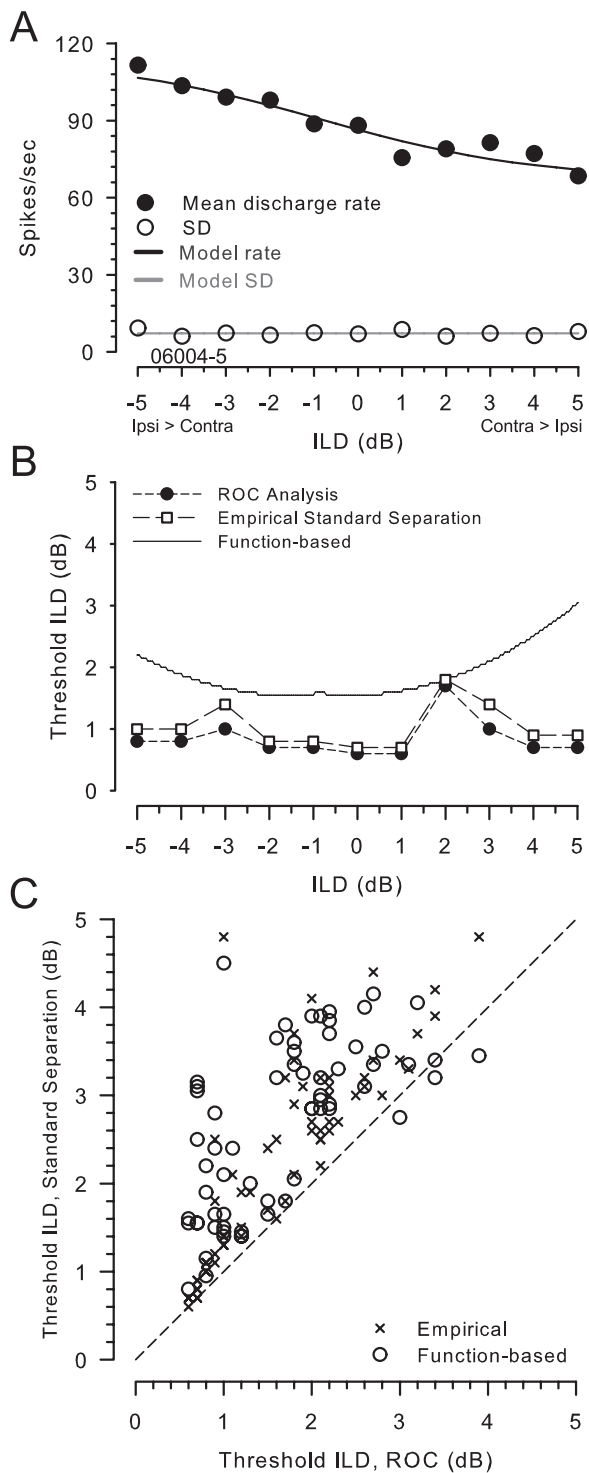 A
120
90
60
30
0
Spikes/sec
Mean discharge rate
SD
Model rate
Model SD
06004-5
-5 -4 -3 -2 -1 0 1 2 3 4 5
Ipsi > Contra
ILD (dB)
Contra > Ipsi
B
5
4
3
2
1
0
Threshold ILD (dB)
ROC Analysis
Empirical Standard Separation
Function-based
-5 -4 -3 -2 -1 0 1 2 3 4 5
ILD (dB)
C
5
4
3
2
1
0
Threshold ILD, Standard Separation (dB)
Empirical
Function-based
0 1 2 3 4 5
Threshold ILD, ROC (dB)